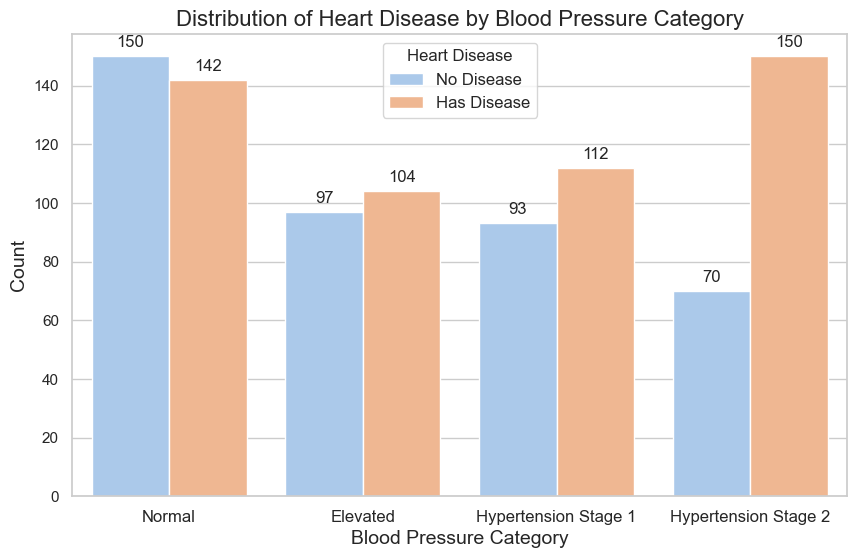 Distribution of Heart Disease by Blood Pressure Category
Heart Disease
No Disease
Has Disease
150
142
97
104
93
112
70
150
Count
140
120
100
80
60
40
20
0
Normal
Elevated
Hypertension Stage 1
Hypertension Stage 2
Blood Pressure Category